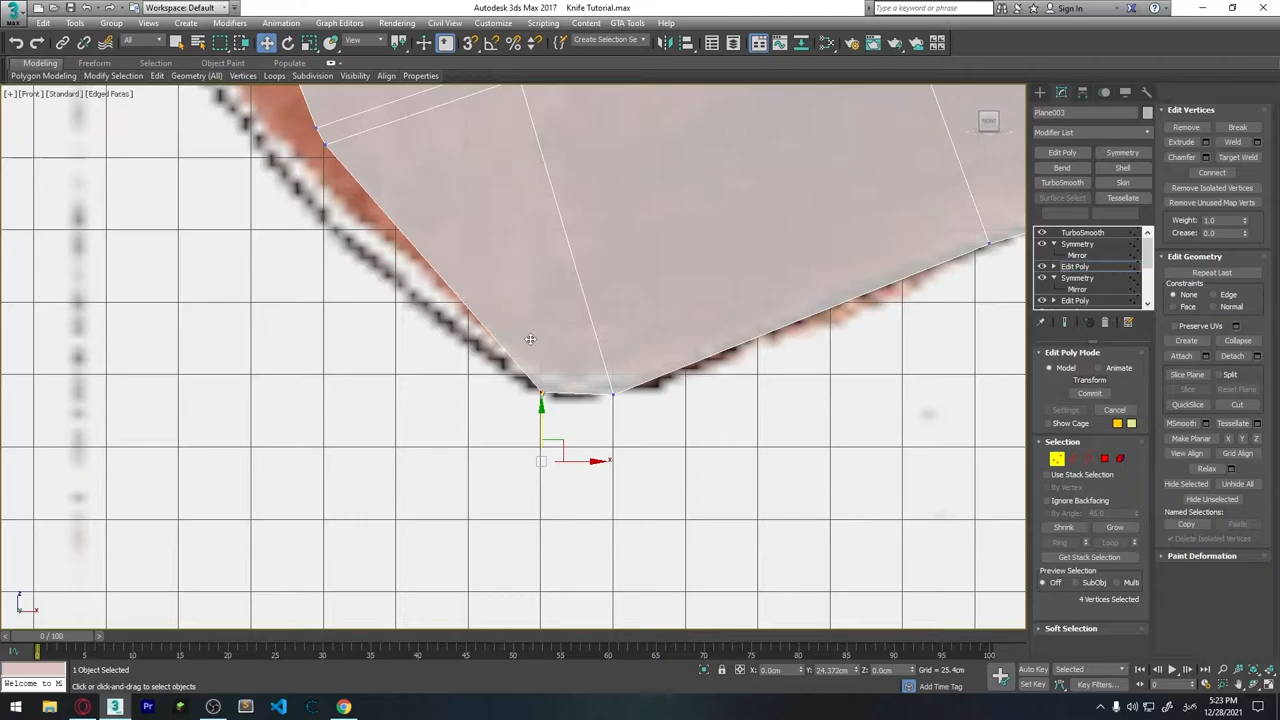 Workspace: Default
Autodesk 3ds Max 2017    Knife Tutorial.max
Type a keyword or phrase
Sign In
Edit Tools Group Views Create Modifiers Animation Graph Editors Rendering Civil View Customize Scripting Content GTA Tools Help
All View Create Selection Se
Modeling Freeform Selection Object Paint Populate
Polygon Modeling Modify Selection Edit Geometry (All) Vertices Loops Subdivision Visibility Align Properties
[+] [Front] [Standard] [Edged Faces]
FRONT
Plane003
Modifier List
Edit Poly Symmetry
Bend Shell
TurboSmooth Skin
Surface Select Tessellate
TurboSmooth
Symmetry
Mirror
Edit Poly
Symmetry
Mirror
Edit Poly
Edit Poly Mode
Model Animate
Transform
Commit
Settings Cancel
Show Cage
Selection
Use Stack Selection
By Vertex
Ignore Backfacing
By Angle: 45.0
Shrink Grow
Ring Loop
Get Stack Selection
Preview Selection
Off SubObj Multi
4 Vertices Selected
Soft Selection
Edit Vertices
Remove Break
Extrude Weld
Chamfer Target Weld
Connect
Remove Isolated Vertices
Remove Unused Map Verts
Weight: 1.0
Crease: 0.0
Edit Geometry
Repeat Last
Constraints
None Edge
Face Normal
Preserve UVs
Create Collapse
Attach Detach
Slice Plane Split
Slice Reset Plane
QuickSlice Cut
MSmooth Tessellate
Make Planar X Y Z
View Align Grid Align
Relax
Hide Selected Unhide All
Hide Unselected
Named Selections:
Copy Paste
Delete Isolated Vertices
Paint Deformation
x
z
x
0 / 100
0 5 10 15 20 25 30 35 40 45 50 55 60 65 70 75 80 85 90 95 100
1 Object Selected
Welcome to M
Click or click-and-drag to select objects
X: 0.0cm Y: 24.372cm Z: 0.0cm Grid = 25.4cm
Add Time Tag
Auto Key Selected
Set Key Key Filters...
0
5:23 PM
12/28/2021